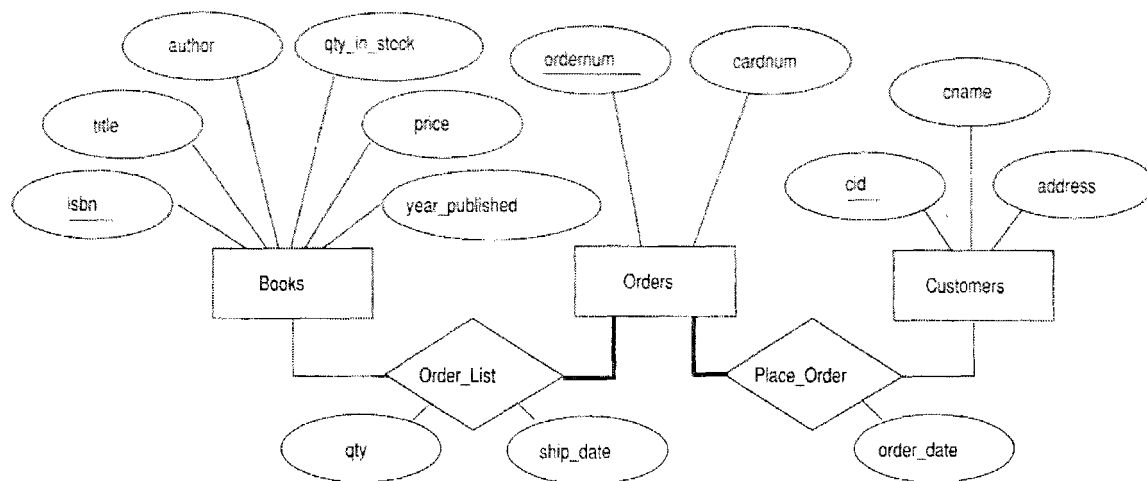 author
qty_in_stock
ordernum
cardnum
cname
title
price
cid
address
isbn
year_published
Books
Orders
Customers
Order_List
Place_Order
qty
ship_date
order_date